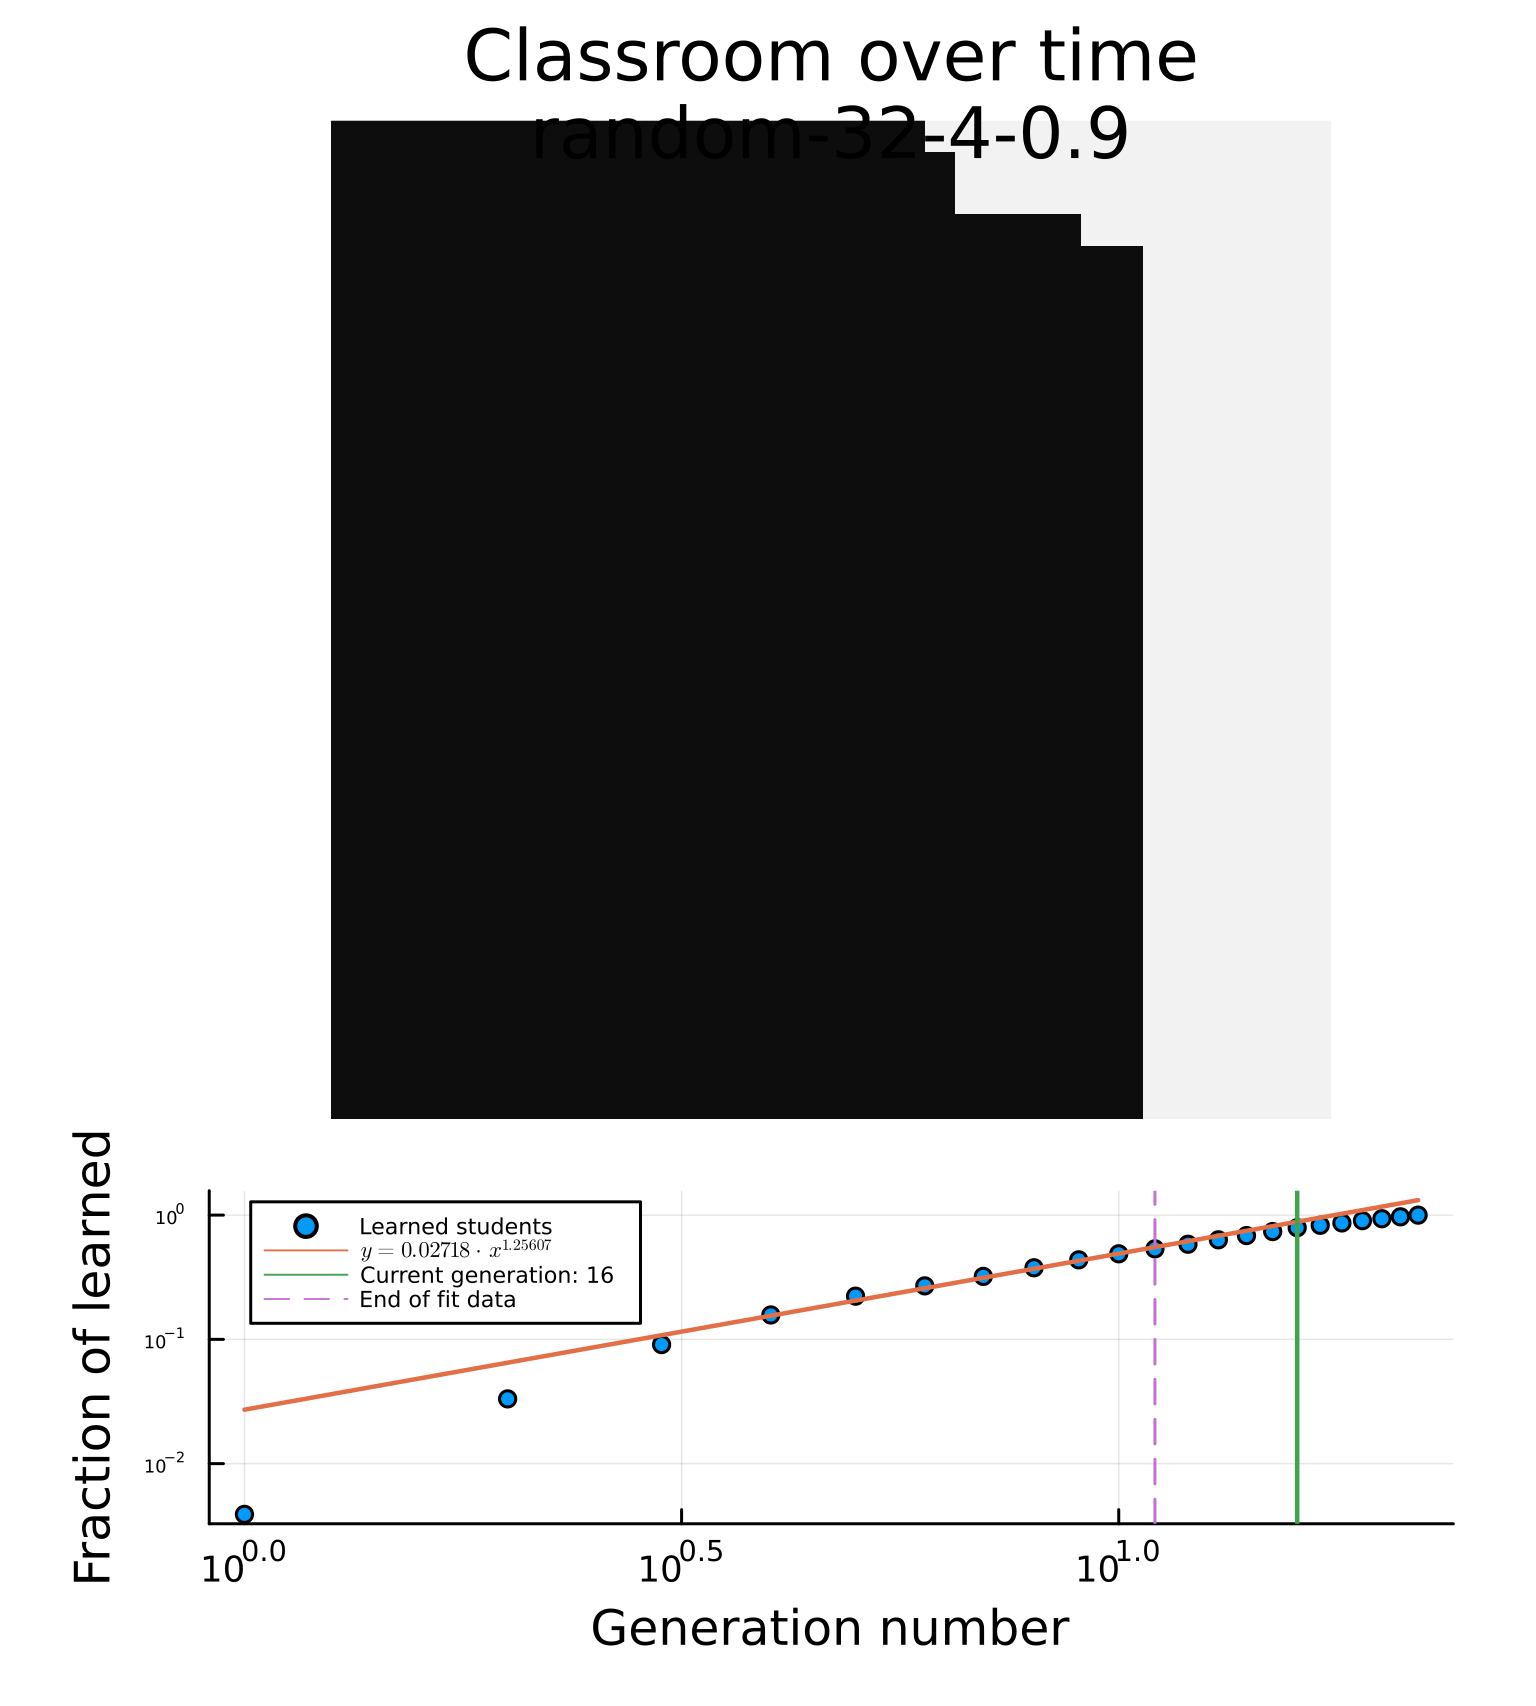 Classroom over time
random-32-4-0.9
Fraction of learned
10^0
10^-1
10^-2
Learned students
y = 0.02718 · x^1.25607
Current generation: 16
End of fit data
10^0.0
10^0.5
10^1.0
Generation number